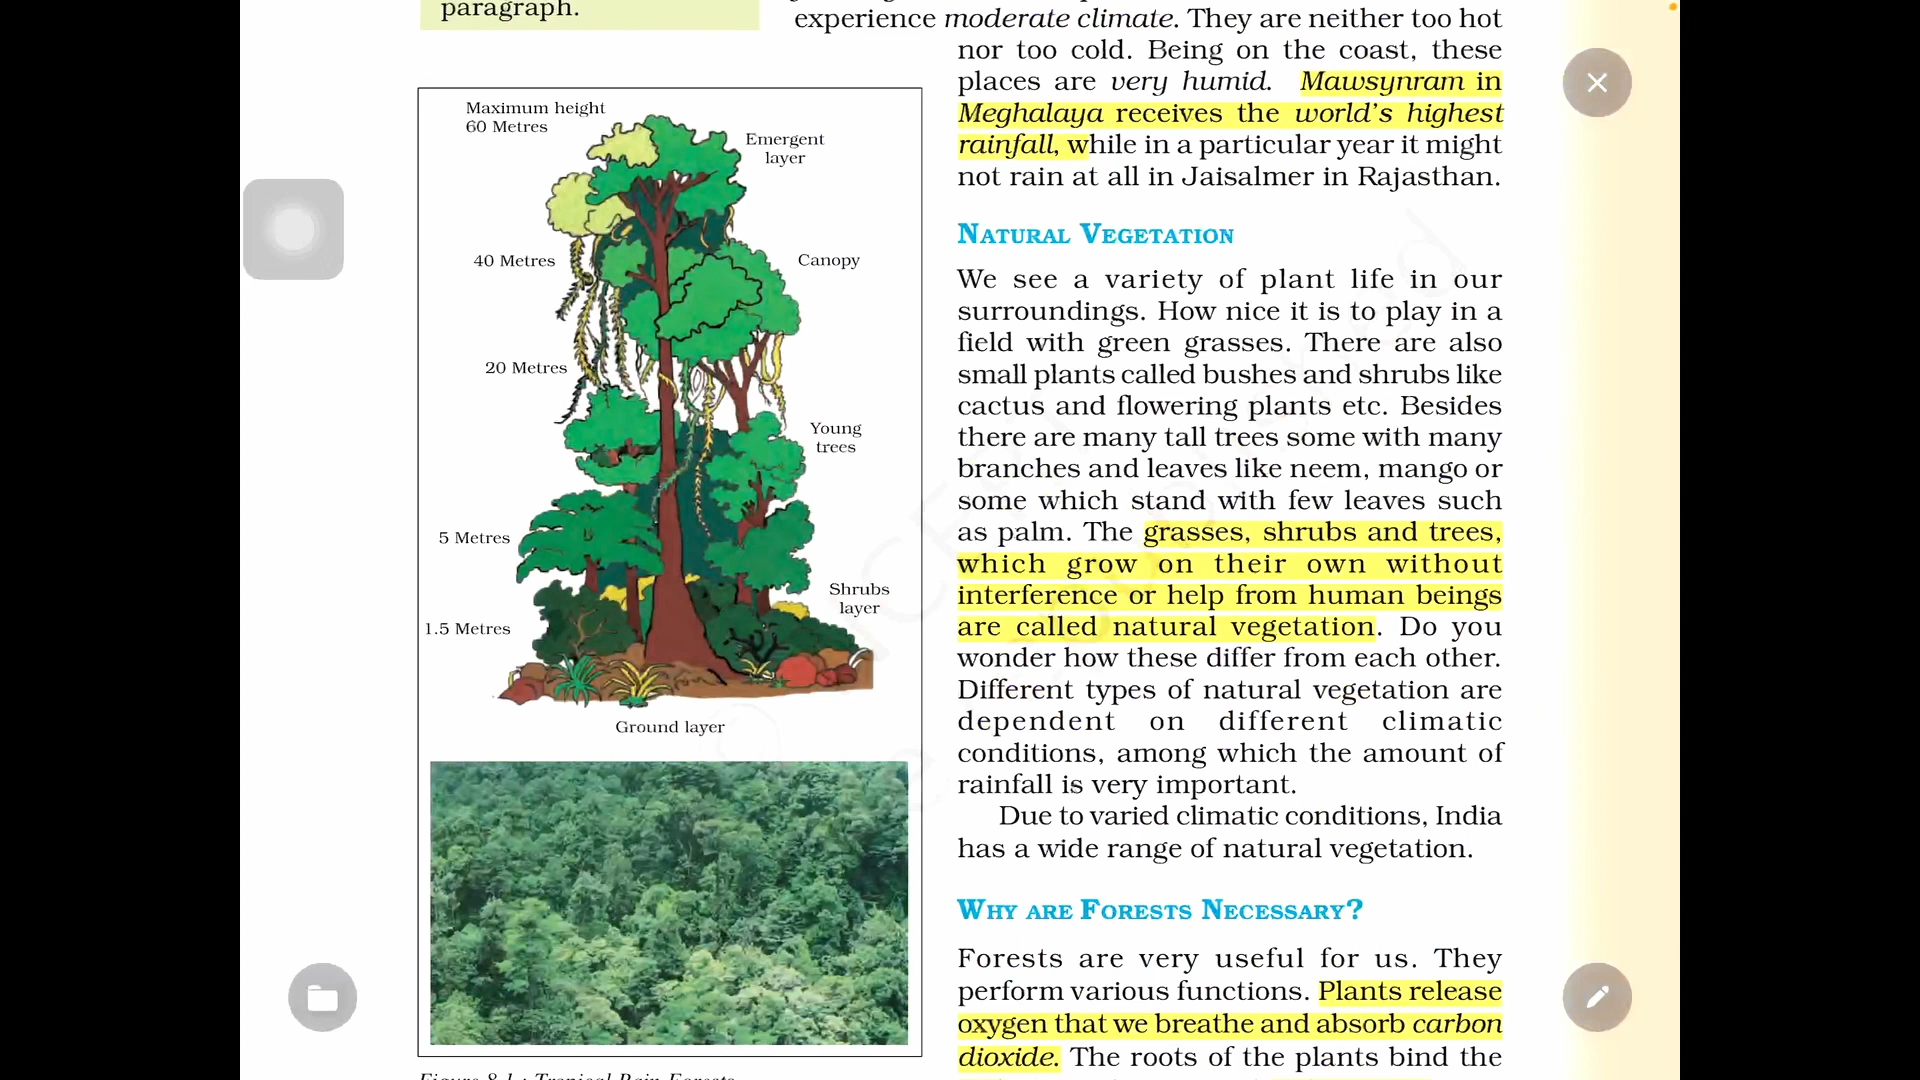 paragraph.
Maximum height
60 Metres
Emergent
layer
40 Metres
Canopy
20 Metres
Young
trees
5 Metres
Shrubs
layer
1.5 Metres
Ground layer
Figure 8.1 : Tropical Rain Forests
experience moderate climate. They are neither too hot
nor too cold. Being on the coast, these
places are very humid. Mawsynram in
Meghalaya receives the world's highest
rainfall, while in a particular year it might
not rain at all in Jaisalmer in Rajasthan.
NATURAL VEGETATION
We see a variety of plant life in our
surroundings. How nice it is to play in a
field with green grasses. There are also
small plants called bushes and shrubs like
cactus and flowering plants etc. Besides
there are many tall trees some with many
branches and leaves like neem, mango or
some which stand with few leaves such
as palm. The grasses, shrubs and trees,
which grow on their own without
interference or help from human beings
are called natural vegetation. Do you
wonder how these differ from each other.
Different types of natural vegetation are
dependent on different climatic
conditions, among which the amount of
rainfall is very important.
Due to varied climatic conditions, India
has a wide range of natural vegetation.
WHY ARE FORESTS NECESSARY?
Forests are very useful for us. They
perform various functions. Plants release
oxygen that we breathe and absorb carbon
dioxide. The roots of the plants bind the